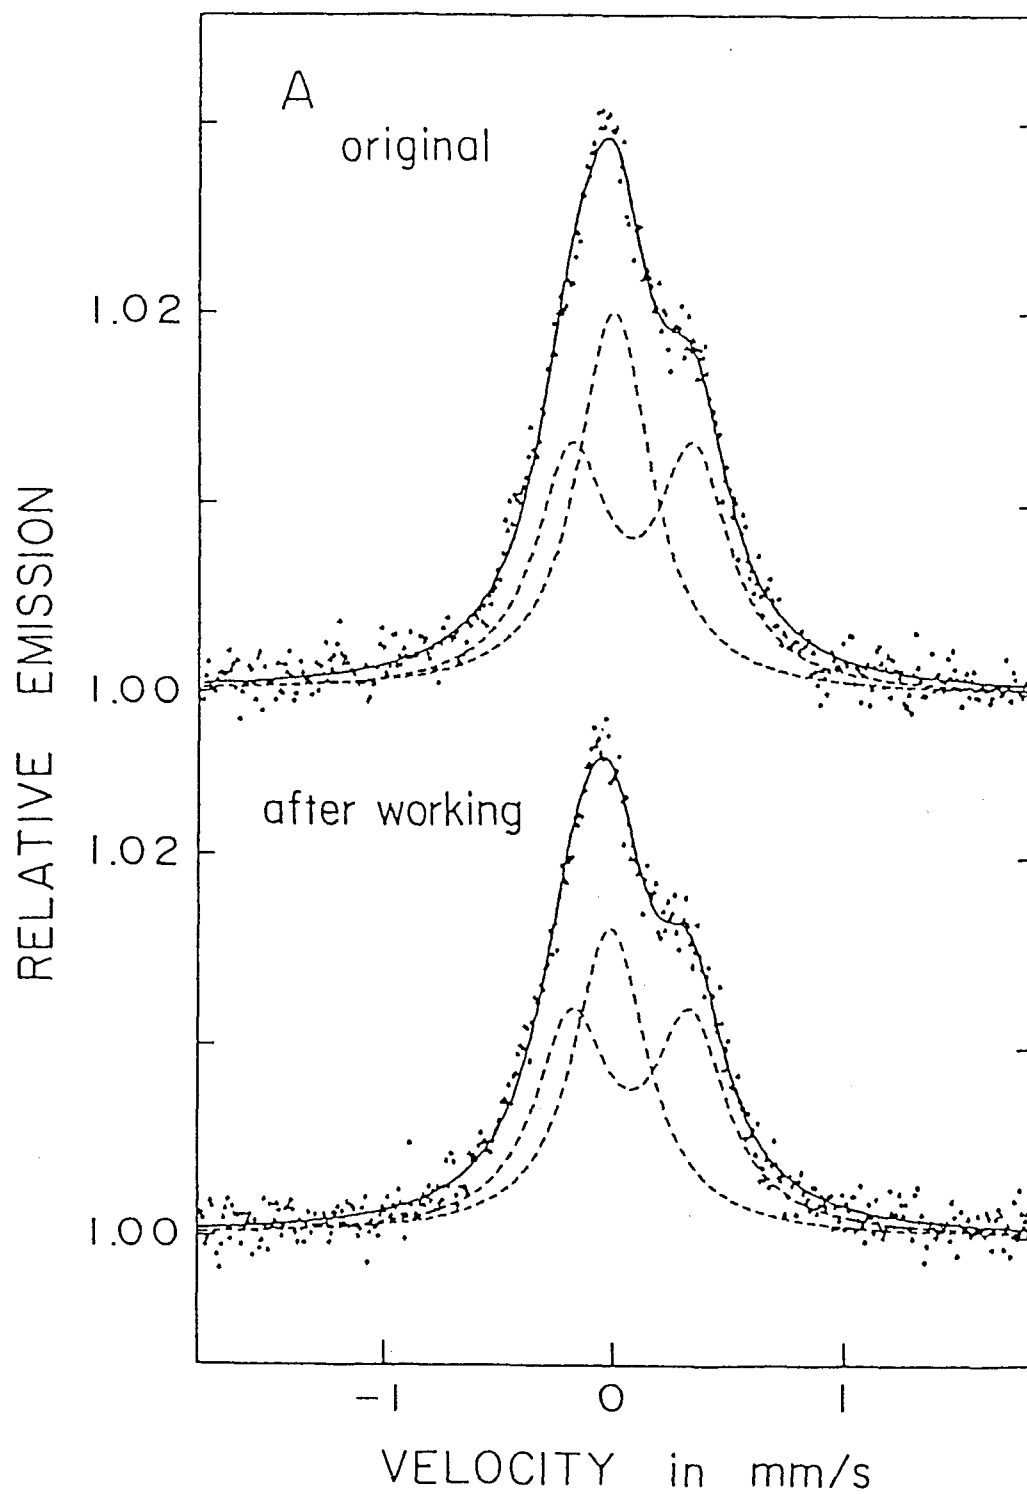 A
original
1.02
1.00
after working
1.02
1.00
RELATIVE EMISSION
-1 0 1
VELOCITY in mm/s